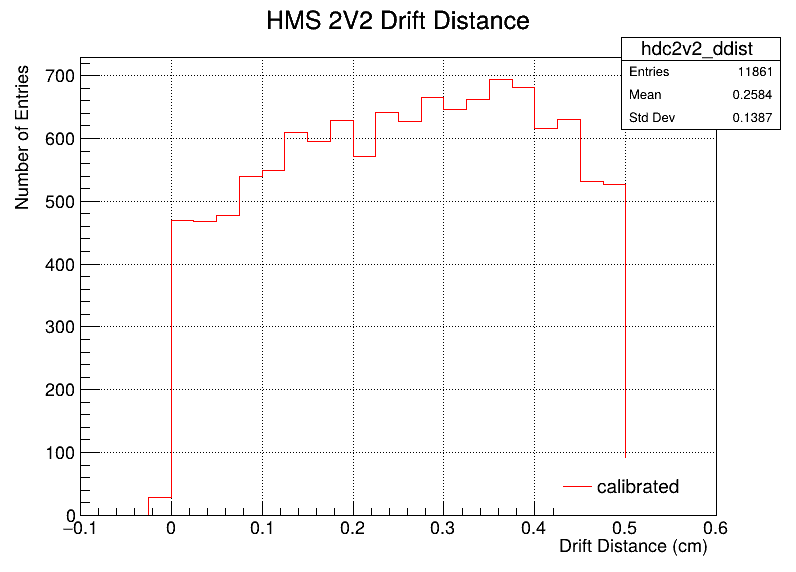 HMS 2V2 Drift Distance
hdc2v2_ddist
Entries 11861
Mean 0.2584
Std Dev 0.1387
Number of Entries
700
600
500
400
300
200
100
0
−0.1 0 0.1 0.2 0.3 0.4 0.5 0.6
calibrated
Drift Distance (cm)